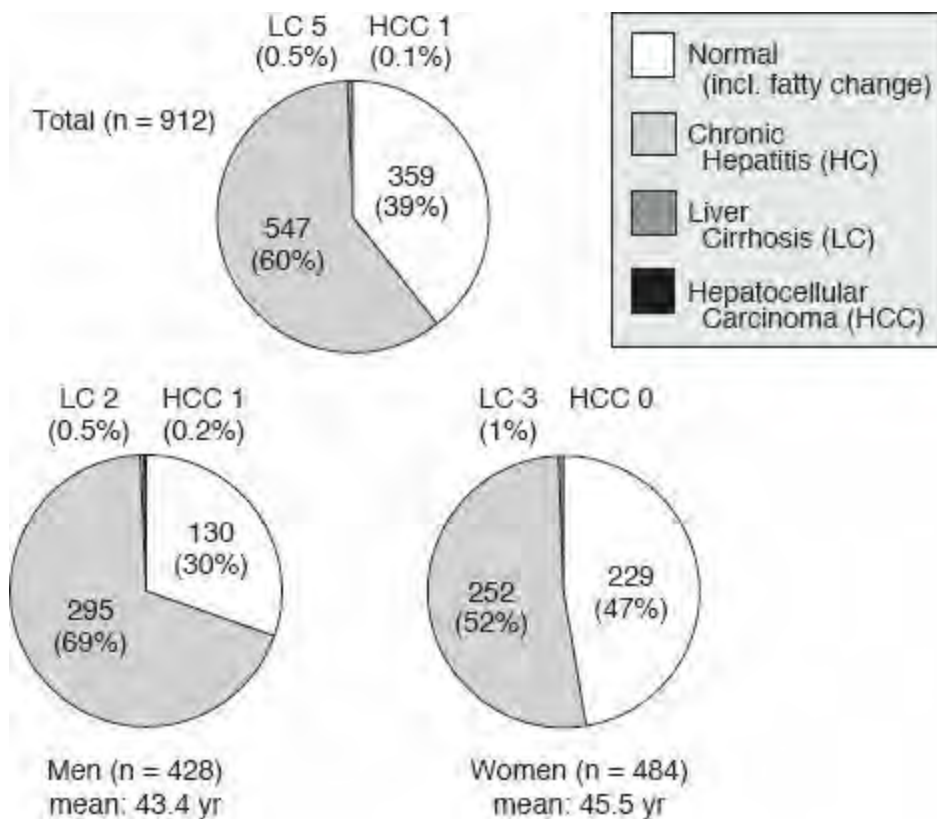 LC 5 HCC 1
(0.5%) (0.1%)
Total (n = 912)
359
(39%)
547
(60%)
Normal
(incl. fatty change)
Chronic
Hepatitis (HC)
Liver
Cirrhosis (LC)
Hepatocellular
Carcinoma (HCC)
LC 2 HCC 1
(0.5%) (0.2%)
130
(30%)
295
(69%)
Men (n = 428)
mean: 43.4 yr
LC 3 HCC 0
(1%)
252
(52%)
229
(47%)
Women (n = 484)
mean: 45.5 yr